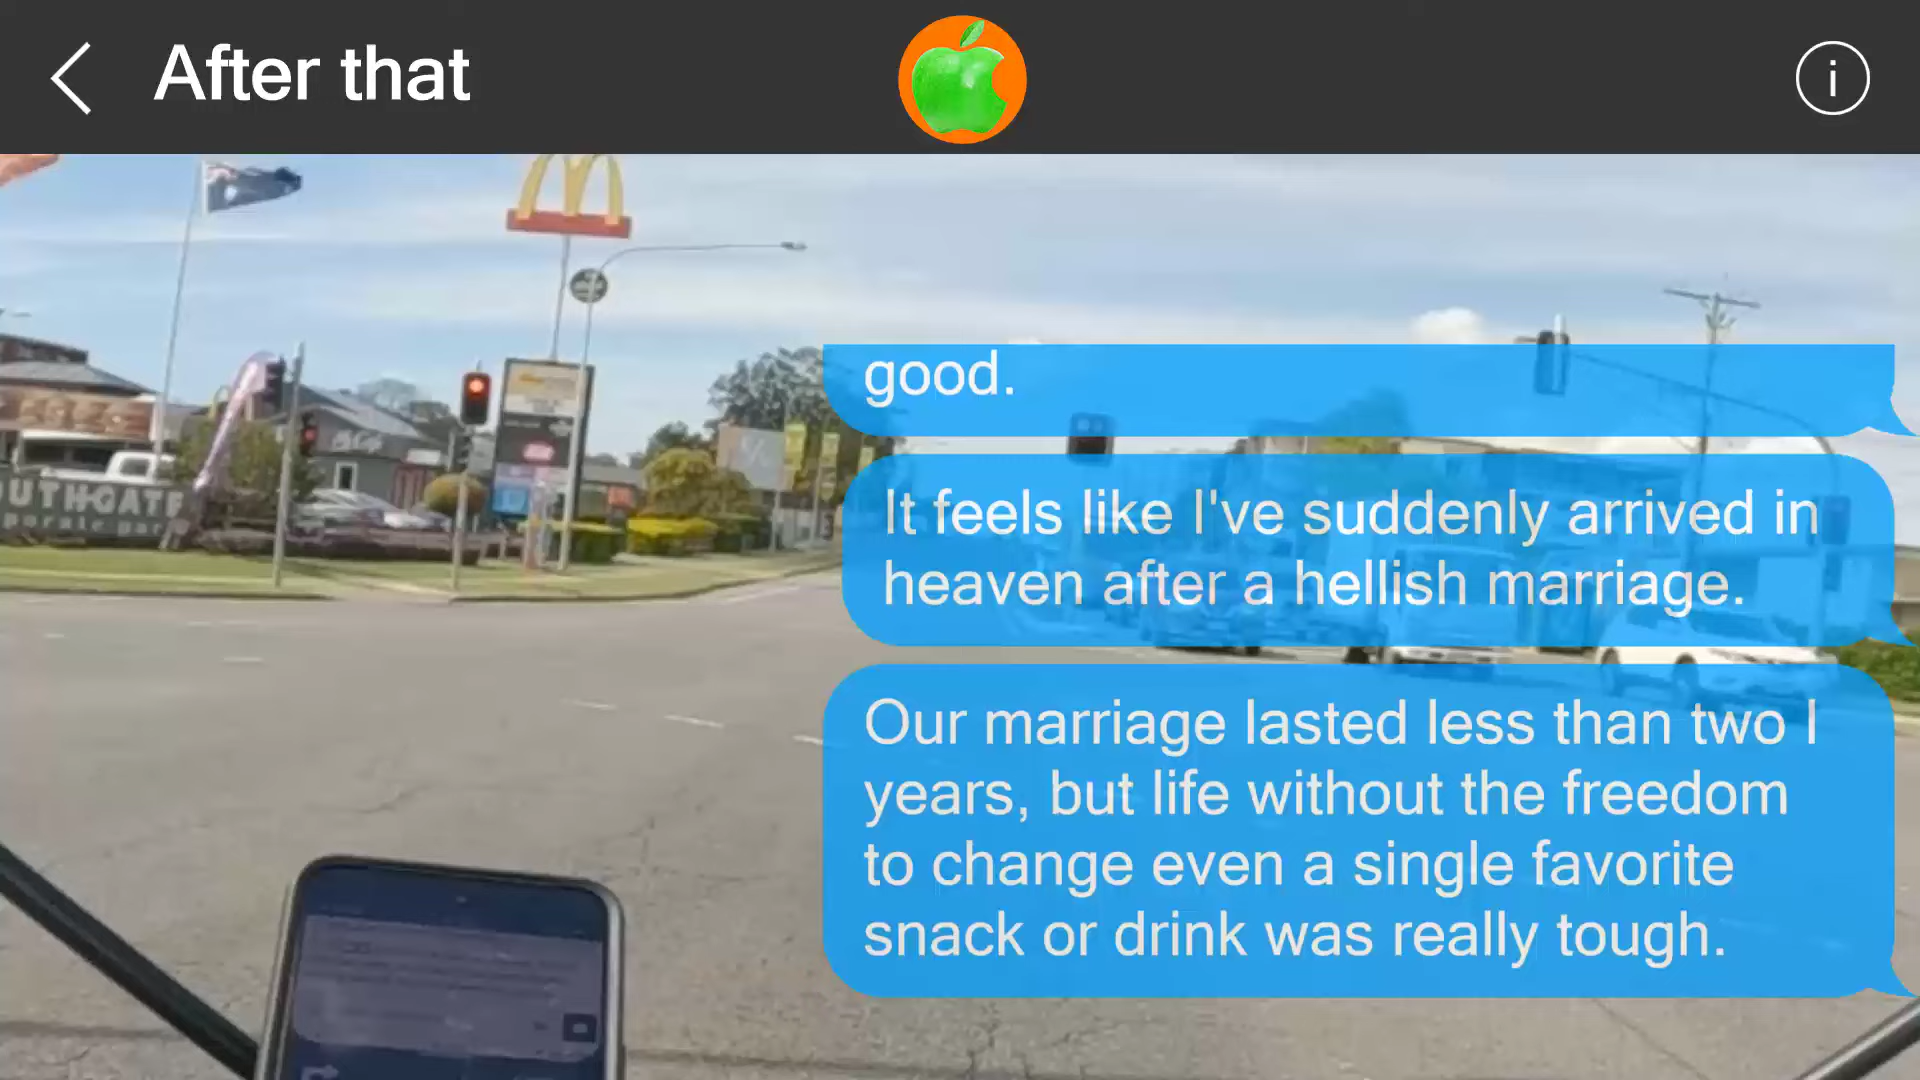 After that
good.
It feels like I've suddenly arrived in
heaven after a hellish marriage.
Our marriage lasted less than two I
years, but life without the freedom
to change even a single favorite
snack or drink was really tough.